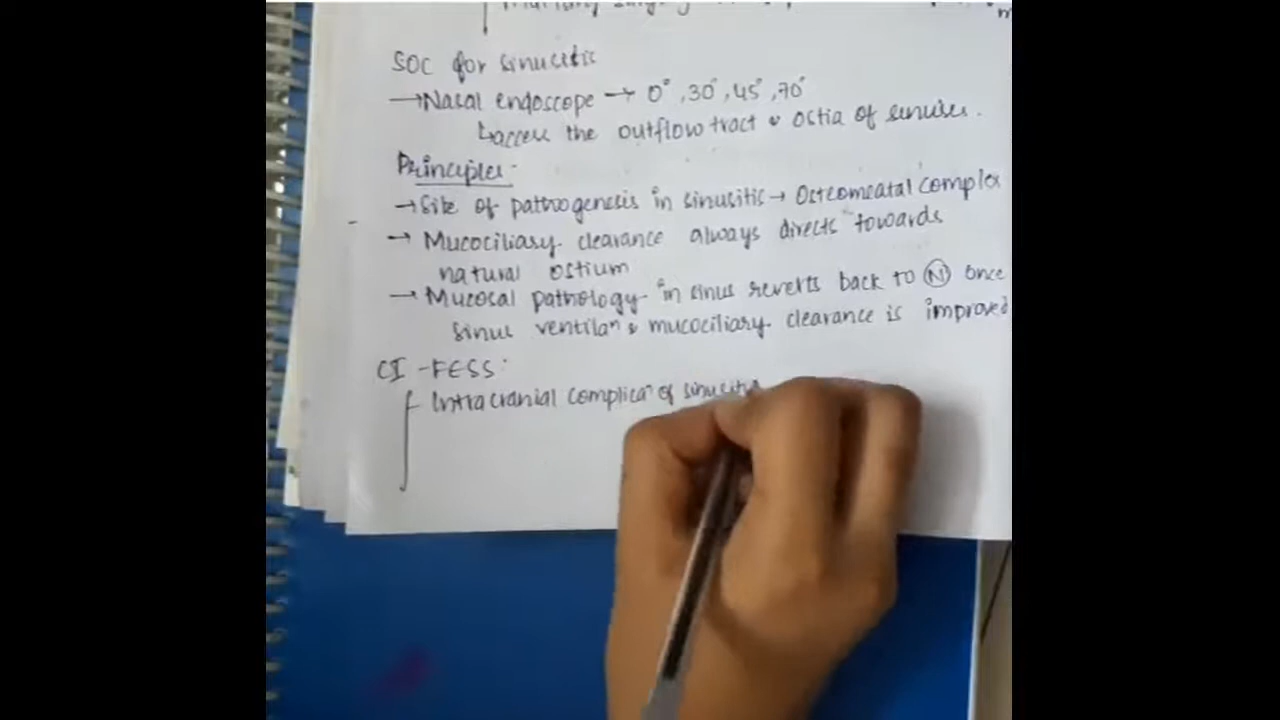 SOC for sinusitis
→ Nasal endoscope → 0°, 30°, 45°, 70°
↳ access the outflow tract & ostia of sinuses.
Principles -
→ Site of pathogenesis in sinusitis → Osteomeatal complex
→ Mucociliary clearance always directs towards
natural ostium
→ Mucosal pathology in sinus reverts back to Ⓝ once
sinus ventilaⁿ & mucociliary clearance is improved
CI - FESS:
Intracranial complicaⁿ of